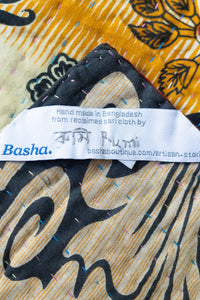 Hand made in Bangladesh
from reclaimed sari cloth by
রুমি Rumi
Basha.
bashaboutique.com/artisan-stori